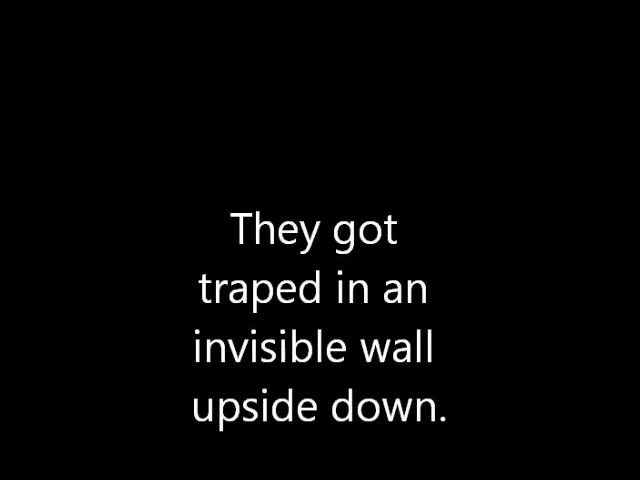 They got
traped in an
invisible wall
upside down.